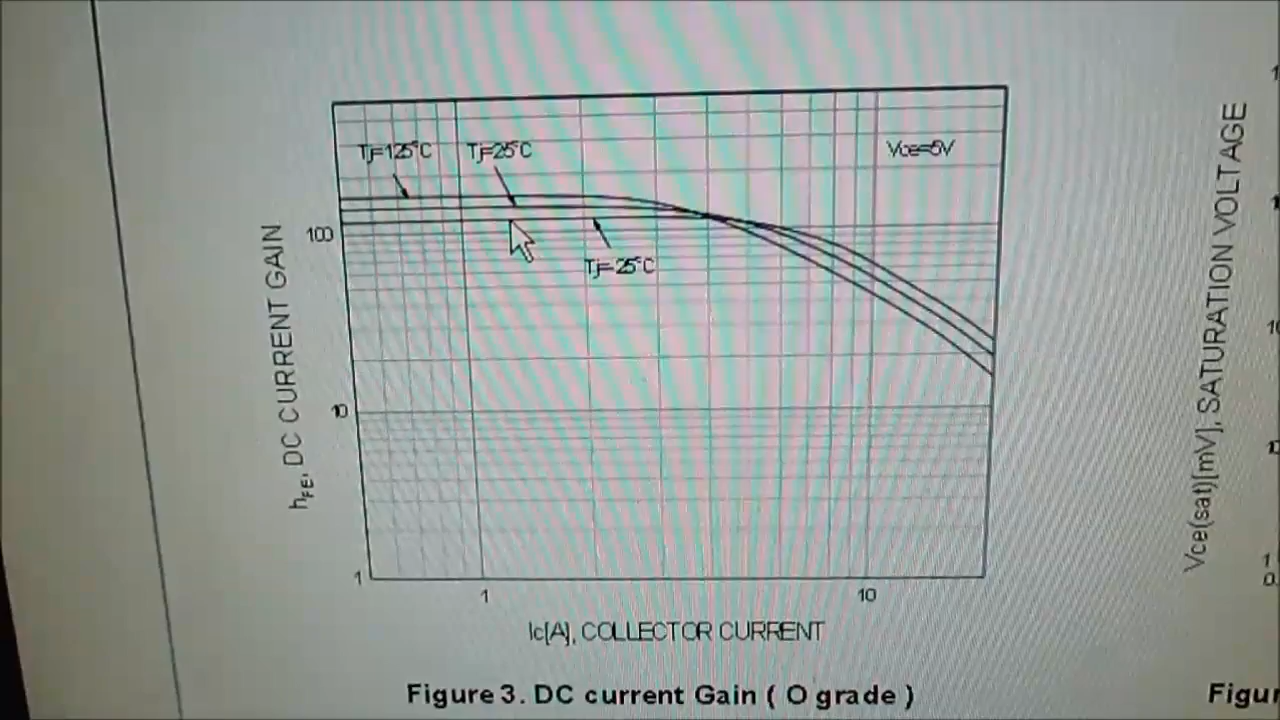 Tj=125°C Tj=25°C Vce=5V
100
Tj=25°C
hFE, DC CURRENT GAIN
10
1
1 10
Ic[A], COLLECTOR CURRENT
Figure 3. DC current Gain ( O grade )
Vce(sat)[mV], SATURATION VOLTAGE